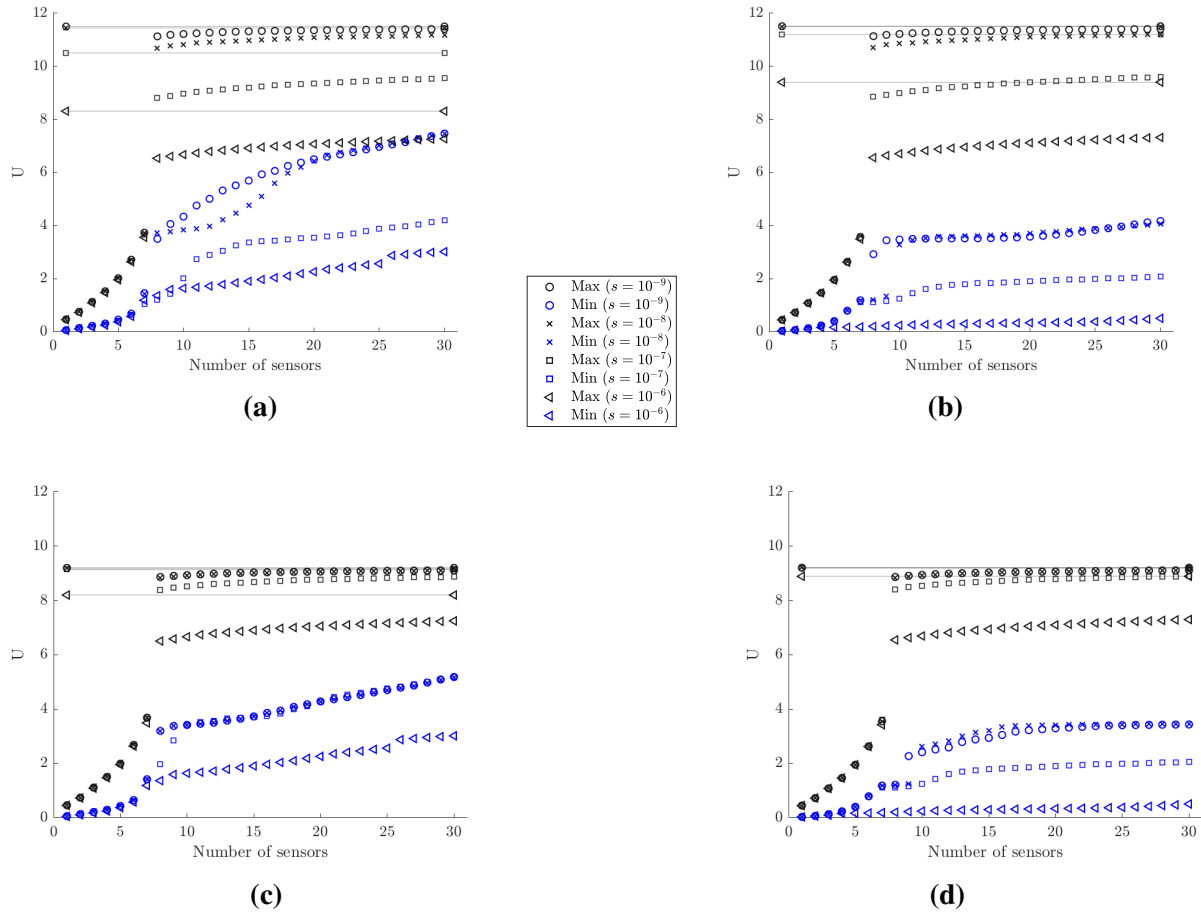 12
10
8
6
4
2
0
U
0 5 10 15 20 25 30
Number of sensors
(a)
12
10
8
6
4
2
0
U
0 5 10 15 20 25 30
Number of sensors
(b)
Max (s = 10⁻⁹)
Min (s = 10⁻⁹)
Max (s = 10⁻⁸)
Min (s = 10⁻⁸)
Max (s = 10⁻⁷)
Min (s = 10⁻⁷)
Max (s = 10⁻⁶)
Min (s = 10⁻⁶)
12
10
8
6
4
2
0
U
0 5 10 15 20 25 30
Number of sensors
(c)
12
10
8
6
4
2
0
U
0 5 10 15 20 25 30
Number of sensors
(d)